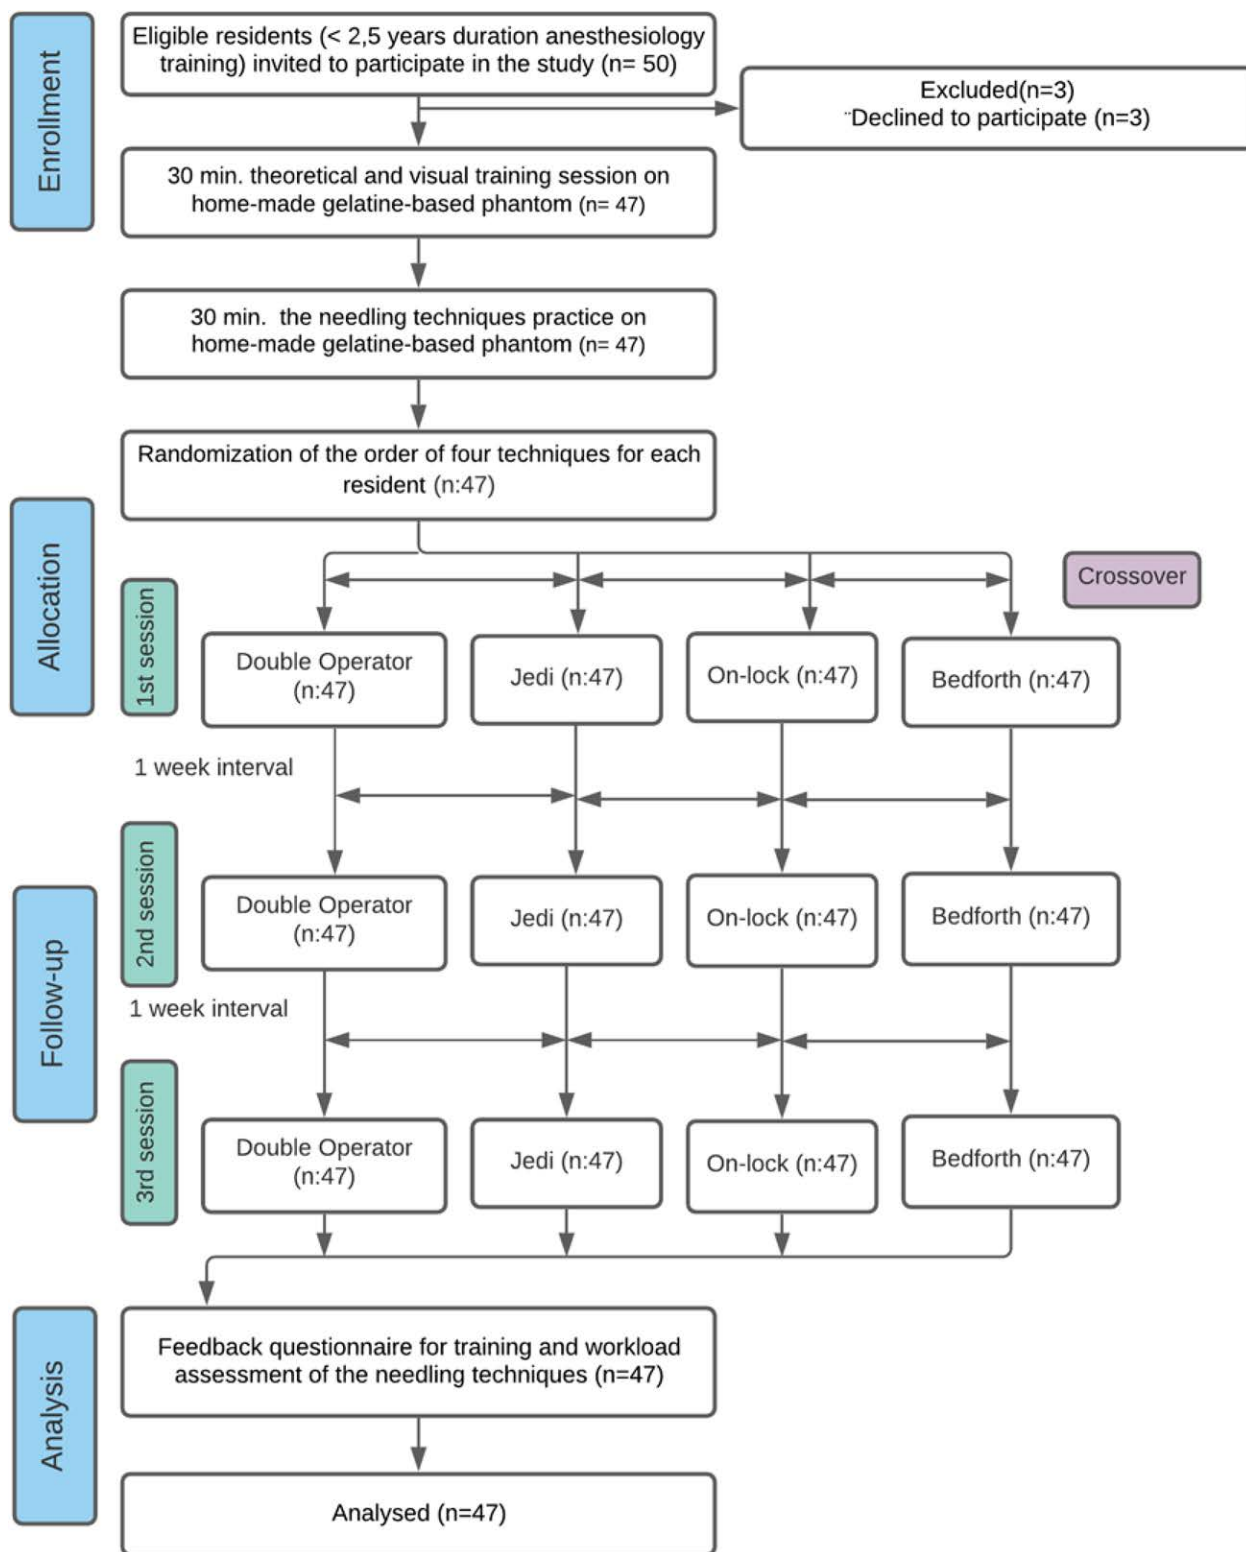 Enrollment
Eligible residents (< 2,5 years duration anesthesiology
training) invited to participate in the study (n= 50)
Excluded(n=3)
¨Declined to participate (n=3)
30 min. theoretical and visual training session on
home-made gelatine-based phantom (n= 47)
30 min.  the needling techniques practice on
home-made gelatine-based phantom (n= 47)
Randomization of the order of four techniques for each
resident (n:47)
Allocation
Crossover
1st session
Double Operator
(n:47)
Jedi (n:47)
On-lock (n:47)
Bedforth (n:47)
1 week interval
Follow-up
2nd session
Double Operator
(n:47)
Jedi (n:47)
On-lock (n:47)
Bedforth (n:47)
1 week interval
3rd session
Double Operator
(n:47)
Jedi (n:47)
On-lock (n:47)
Bedforth (n:47)
Analysis
Feedback questionnaire for training and workload
assessment of the needling techniques (n=47)
Analysed (n=47)